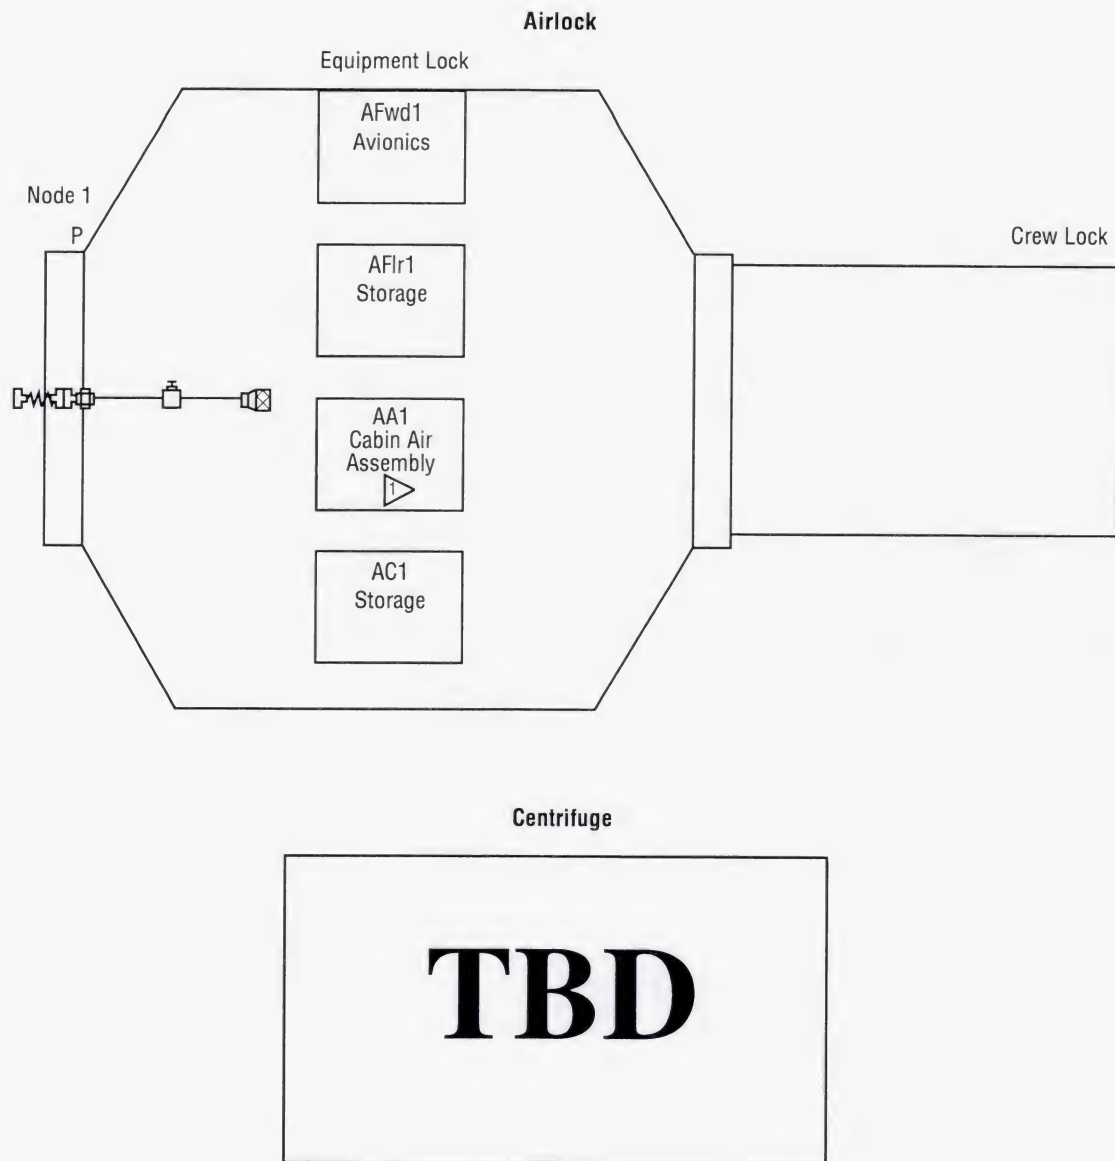 Airlock
Equipment Lock
AFwd1
Avionics
Node 1
P
Crew Lock
AFlr1
Storage
AA1
Cabin Air
Assembly
1
AC1
Storage
Centrifuge
TBD